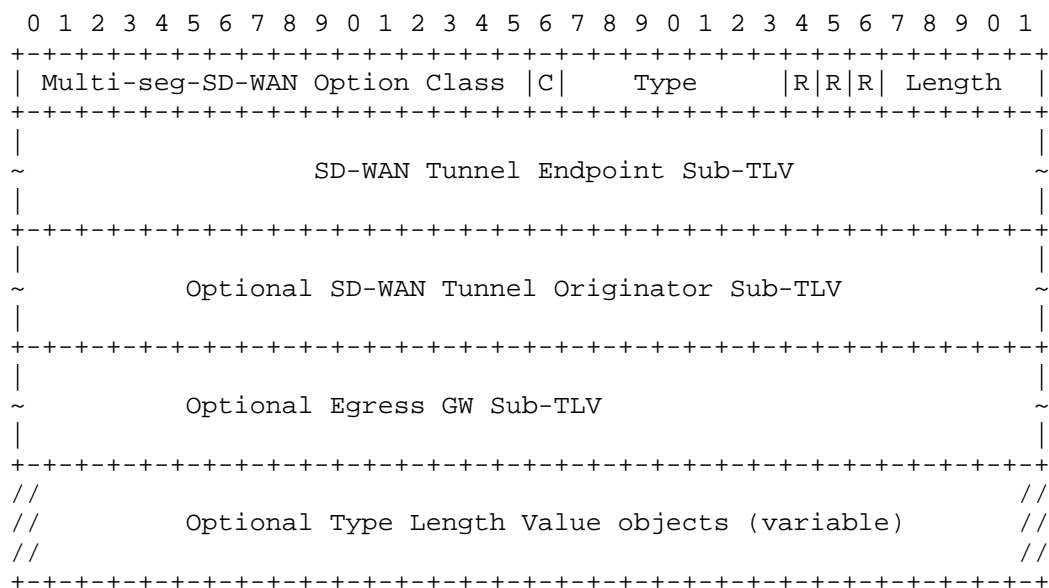 0 1 2 3 4 5 6 7 8 9 0 1 2 3 4 5 6 7 8 9 0 1 2 3 4 5 6 7 8 9 0 1
+-+-+-+-+-+-+-+-+-+-+-+-+-+-+-+-+-+-+-+-+-+-+-+-+-+-+-+-+-+-+-+-+
| Multi-seg-SD-WAN Option Class |C|    Type     |R|R|R| Length  |
+-+-+-+-+-+-+-+-+-+-+-+-+-+-+-+-+-+-+-+-+-+-+-+-+-+-+-+-+-+-+-+-+
|                                                               |
~                  SD-WAN Tunnel Endpoint Sub-TLV               ~
|                                                               |
+-+-+-+-+-+-+-+-+-+-+-+-+-+-+-+-+-+-+-+-+-+-+-+-+-+-+-+-+-+-+-+-+
|                                                               |
~          Optional SD-WAN Tunnel Originator Sub-TLV            ~
|                                                               |
+-+-+-+-+-+-+-+-+-+-+-+-+-+-+-+-+-+-+-+-+-+-+-+-+-+-+-+-+-+-+-+-+
|                                                               |
~          Optional Egress GW Sub-TLV                           ~
|                                                               |
+-+-+-+-+-+-+-+-+-+-+-+-+-+-+-+-+-+-+-+-+-+-+-+-+-+-+-+-+-+-+-+-+
//                                                             //
//         Optional Type Length Value objects (variable)       //
//                                                             //
+-+-+-+-+-+-+-+-+-+-+-+-+-+-+-+-+-+-+-+-+-+-+-+-+-+-+-+-+-+-+-+-+